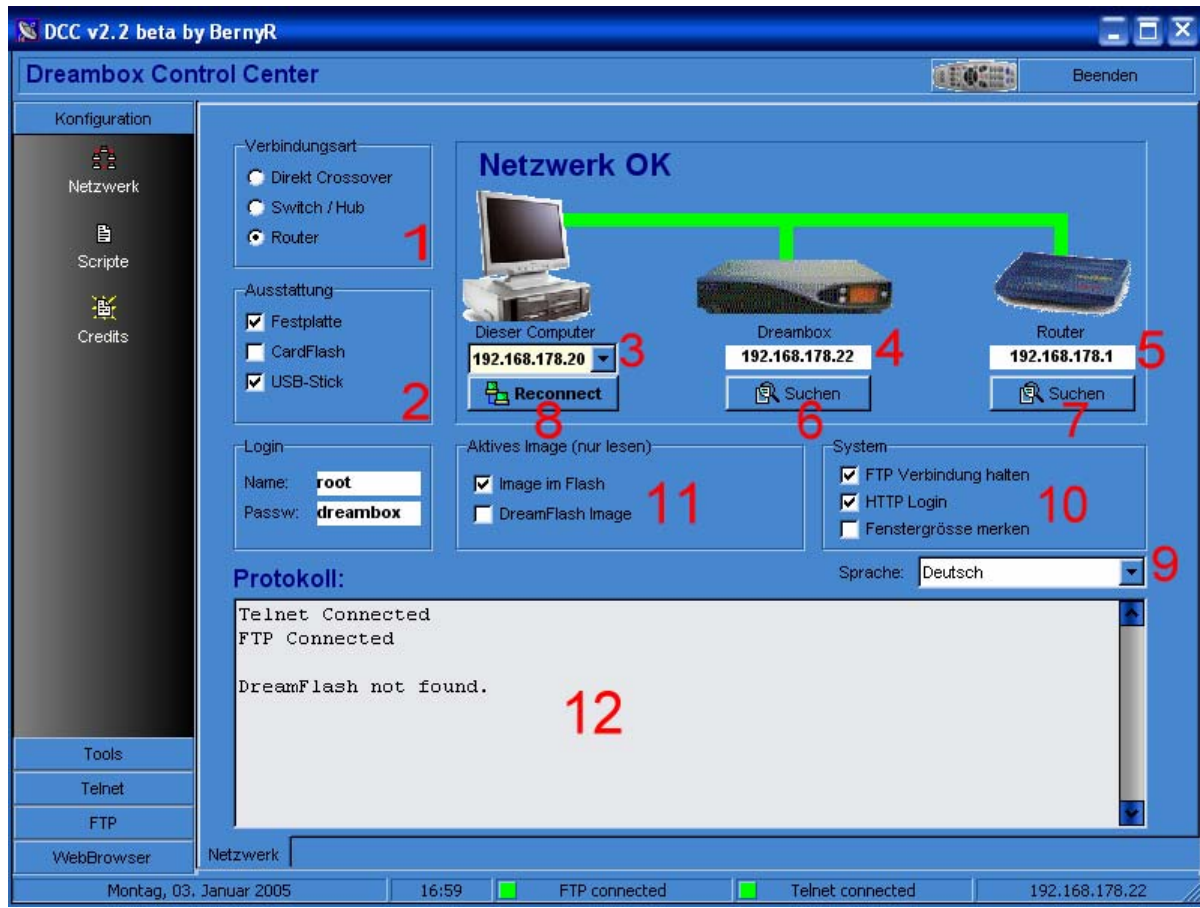 DCC v2.2 beta by BernyR
Dreambox Control Center
Beenden
Konfiguration
Netzwerk
Scripte
Credits
Verbindungsart
Direkt Crossover
Switch / Hub
Router
1
Ausstattung
Festplatte
CardFlash
USB-Stick
2
Netzwerk OK
Dieser Computer
192.168.178.20
3
Reconnect
8
Dreambox
192.168.178.22
4
Suchen
6
Router
192.168.178.1
5
Suchen
7
Login
Name: root
Passw: dreambox
Aktives Image (nur lesen)
Image im Flash
DreamFlash Image
11
System
FTP Verbindung halten
HTTP Login
Fenstergrösse merken
10
Sprache: Deutsch
9
Protokoll:
Telnet Connected
FTP Connected
DreamFlash not found.
12
Tools
Telnet
FTP
WebBrowser
Netzwerk
Montag, 03. Januar 2005 16:59 FTP connected Telnet connected 192.168.178.22